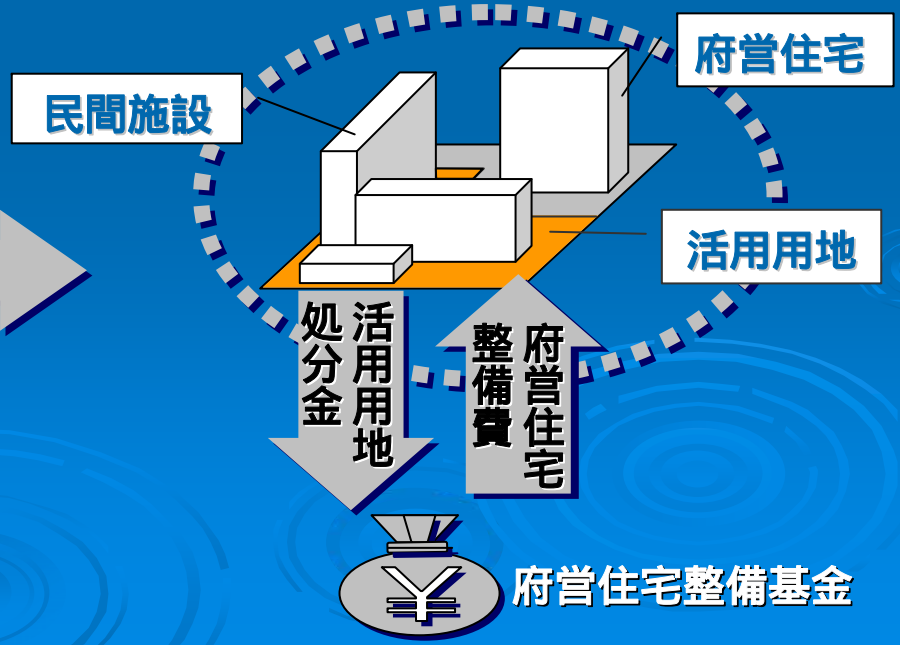 府営住宅
民間施設
活用用地
活用用地
処分金
府営住宅
整備費
府営住宅整備基金
¥